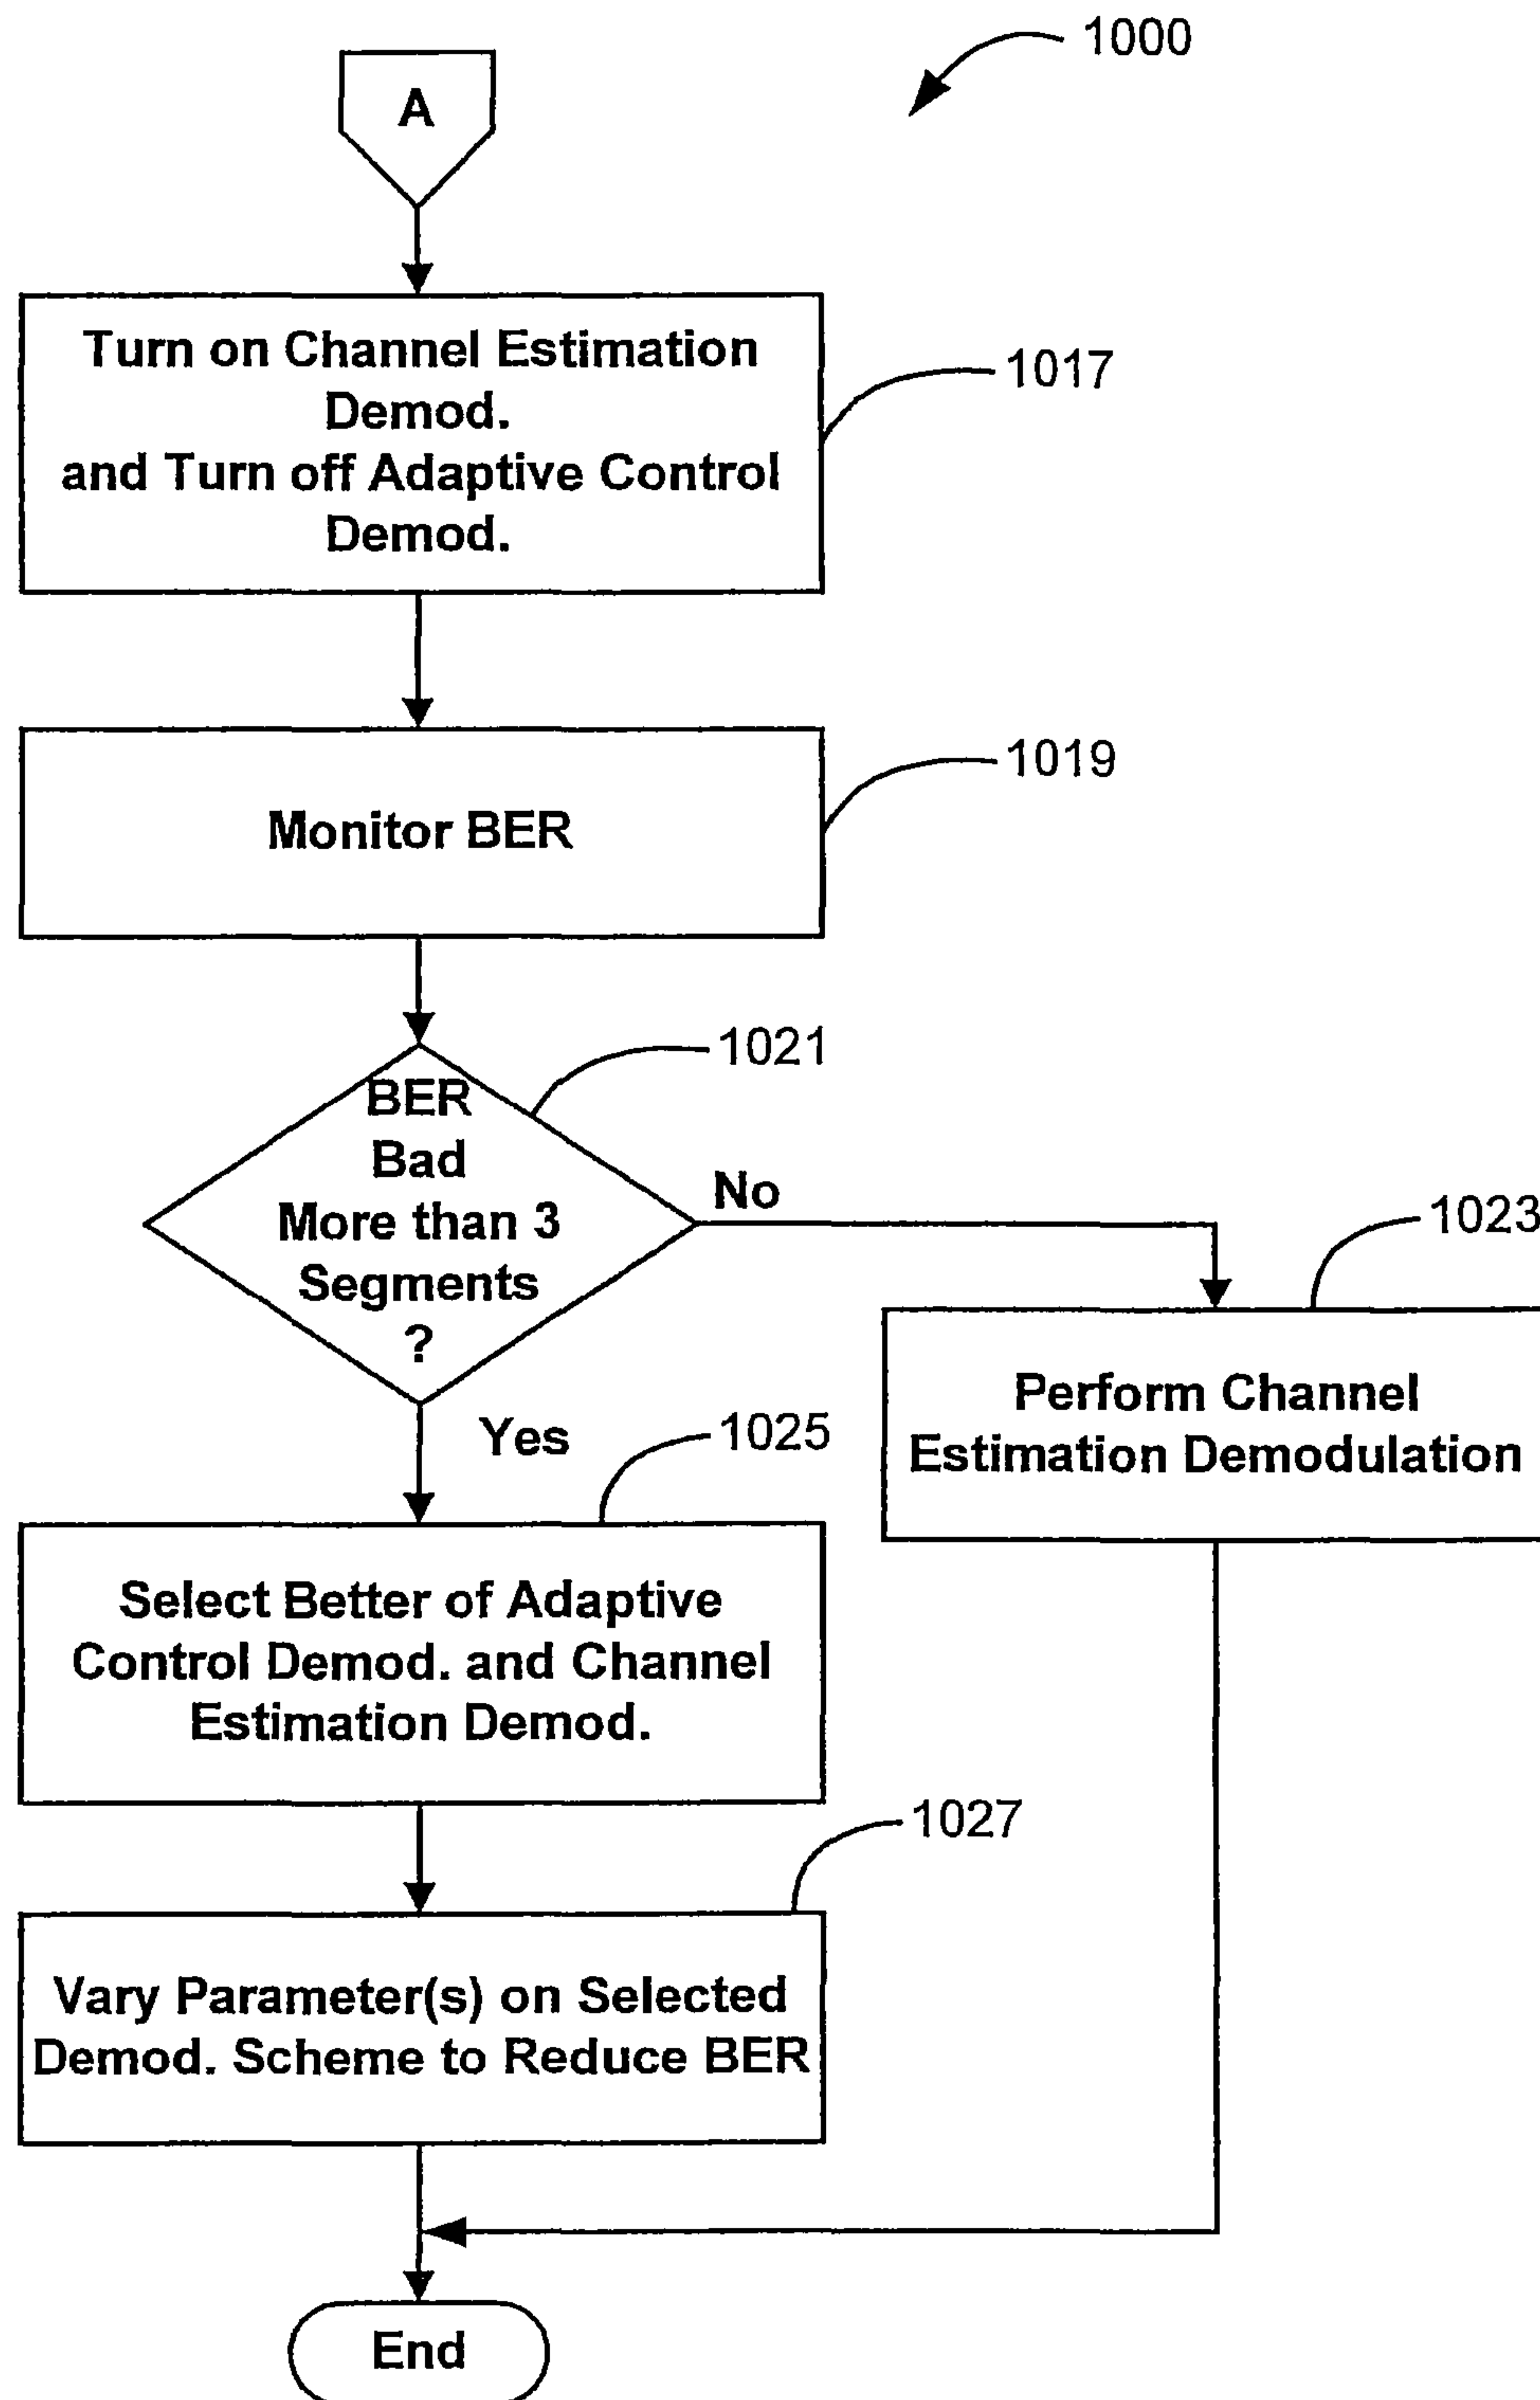 1000
A
Turn on Channel Estimation
Demod.
and Turn off Adaptive Control
Demod.
1017
Monitor BER
1019
BER
Bad
More than 3
Segments
?
1021
No
Yes
1023
Perform Channel
Estimation Demodulation
1025
Select Better of Adaptive
Control Demod. and Channel
Estimation Demod.
1027
Vary Parameter(s) on Selected
Demod. Scheme to Reduce BER
End